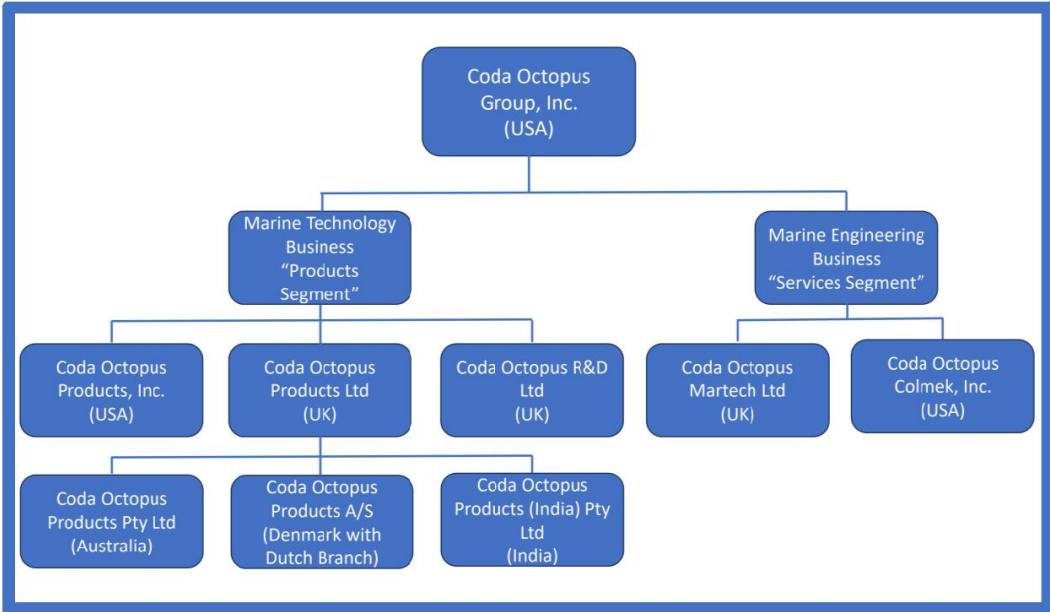 Coda Octopus
Group, Inc.
(USA)
Marine Technology
Business
“Products
Segment”
Marine Engineering
Business
“Services Segment”
Coda Octopus
Products, Inc.
(USA)
Coda Octopus
Products Ltd
(UK)
Coda Octopus R&D
Ltd
(UK)
Coda Octopus
Martech Ltd
(UK)
Coda Octopus
Colmek, Inc.
(USA)
Coda Octopus
Products Pty Ltd
(Australia)
Coda Octopus
Products A/S
(Denmark with
Dutch Branch)
Coda Octopus
Products (India) Pty
Ltd
(India)